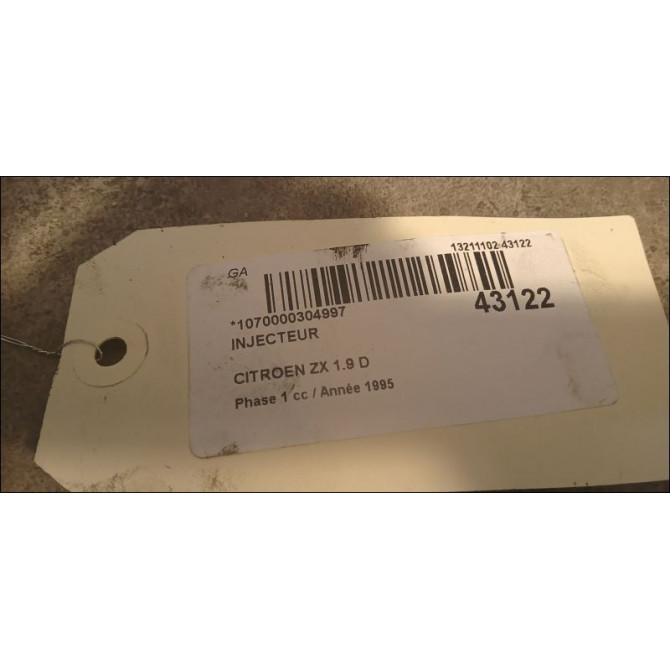 GA
13211102 43122
*1070000304997
43122
INJECTEUR
CITROEN ZX 1.9 D
Phase 1 cc / Année 1995